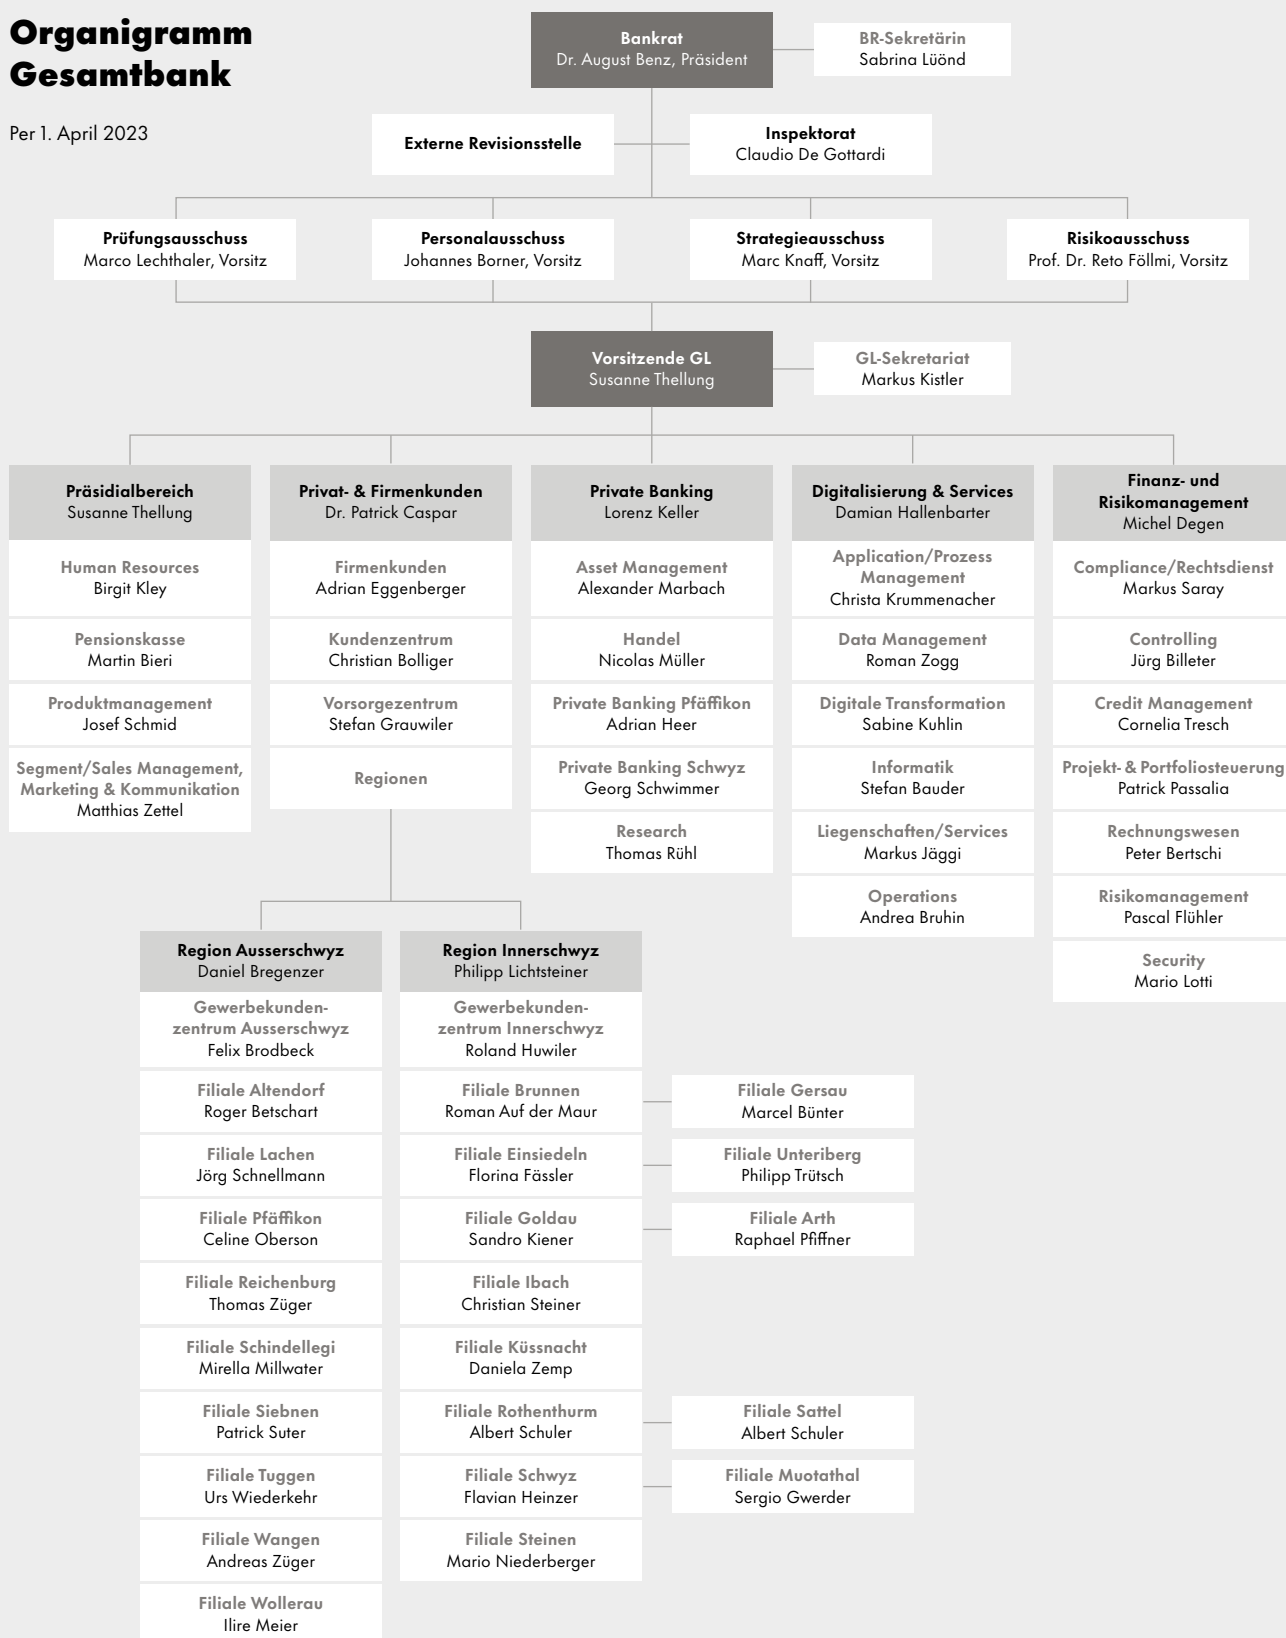 Organigramm
Gesamtbank
Per 1. April 2023
Bankrat
Dr. August Benz, Präsident
BR-Sekretärin
Sabrina Lüönd
Externe Revisionsstelle
Inspektorat
Claudio De Gottardi
Prüfungsausschuss
Marco Lechthaler, Vorsitz
Personalausschuss
Johannes Borner, Vorsitz
Strategieausschuss
Marc Knaff, Vorsitz
Risikoausschuss
Prof. Dr. Reto Föllmi, Vorsitz
Vorsitzende GL
Susanne Thellung
GL-Sekretariat
Markus Kistler
Präsidialbereich
Susanne Thellung
Human Resources
Birgit Kley
Pensionskasse
Martin Bieri
Produktmanagement
Josef Schmid
Segment/Sales Management,
Marketing & Kommunikation
Matthias Zettel
Privat- & Firmenkunden
Dr. Patrick Caspar
Firmenkunden
Adrian Eggenberger
Kundenzentrum
Christian Bolliger
Vorsorgezentrum
Stefan Grauwiler
Regionen
Private Banking
Lorenz Keller
Asset Management
Alexander Marbach
Handel
Nicolas Müller
Private Banking Pfäffikon
Adrian Heer
Private Banking Schwyz
Georg Schwimmer
Research
Thomas Rühl
Digitalisierung & Services
Damian Hallenbarter
Application/Prozess
Management
Christa Krummenacher
Data Management
Roman Zogg
Digitale Transformation
Sabine Kuhlin
Informatik
Stefan Bauder
Liegenschaften/Services
Markus Jäggi
Operations
Andrea Bruhin
Finanz- und
Risikomanagement
Michel Degen
Compliance/Rechtsdienst
Markus Saray
Controlling
Jürg Billeter
Credit Management
Cornelia Tresch
Projekt- & Portfoliosteuerung
Patrick Passalia
Rechnungswesen
Peter Bertschi
Risikomanagement
Pascal Flühler
Security
Mario Lotti
Region Ausserschwyz
Daniel Bregenzer
Gewerbekunden-
zentrum Ausserschwyz
Felix Brodbeck
Filiale Altendorf
Roger Betschart
Filiale Lachen
Jörg Schnellmann
Filiale Pfäffikon
Celine Oberson
Filiale Reichenburg
Thomas Züger
Filiale Schindellegi
Mirella Millwater
Filiale Siebnen
Patrick Suter
Filiale Tuggen
Urs Wiederkehr
Filiale Wangen
Andreas Züger
Filiale Wollerau
Ilire Meier
Region Innerschwyz
Philipp Lichtsteiner
Gewerbekunden-
zentrum Innerschwyz
Roland Huwiler
Filiale Brunnen
Roman Auf der Maur
Filiale Einsiedeln
Florina Fässler
Filiale Goldau
Sandro Kiener
Filiale Ibach
Christian Steiner
Filiale Küssnacht
Daniela Zemp
Filiale Rothenthurm
Albert Schuler
Filiale Schwyz
Flavian Heinzer
Filiale Steinen
Mario Niederberger
Filiale Gersau
Marcel Bünter
Filiale Unteriberg
Philipp Trütsch
Filiale Arth
Raphael Pfiffner
Filiale Sattel
Albert Schuler
Filiale Muotathal
Sergio Gwerder